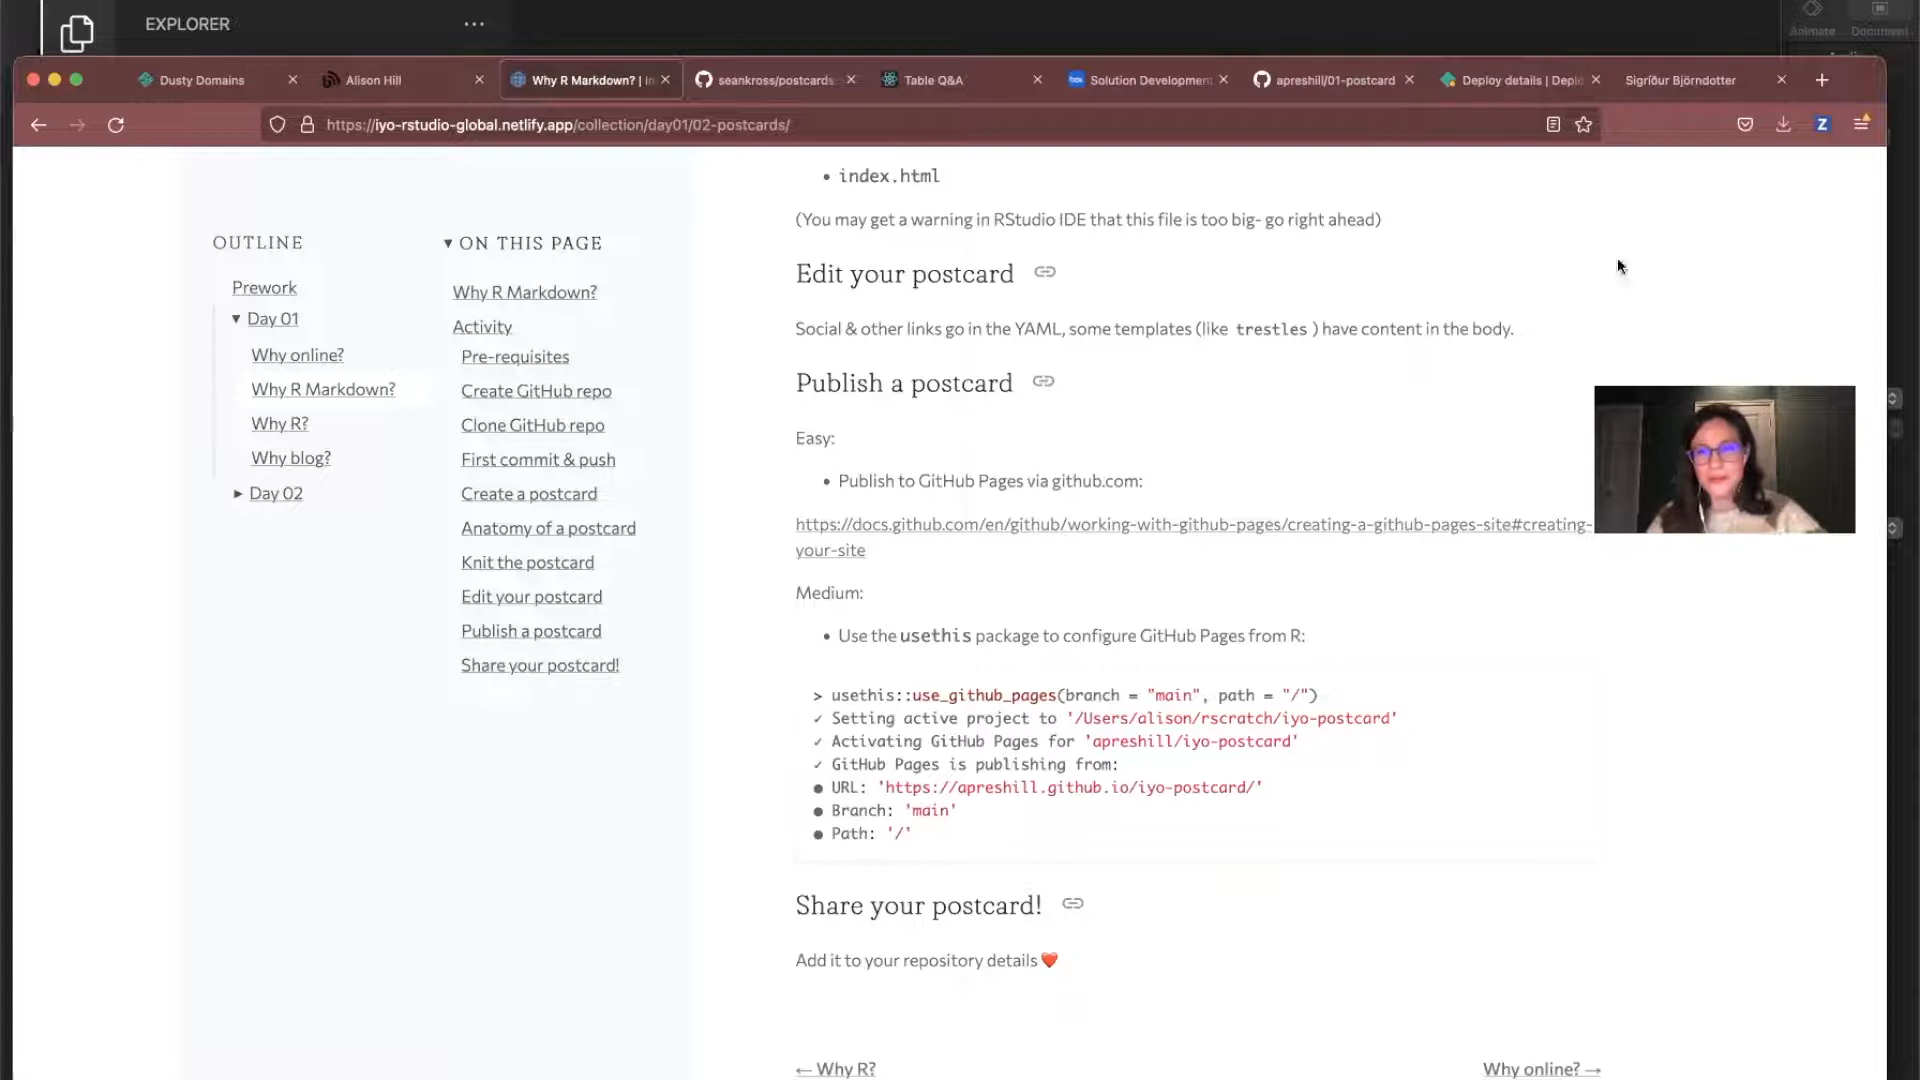 EXPLORER
...
Animate
Document
Dusty Domains
Alison Hill
Why R Markdown? | In
seankross/postcards
Table Q&A
Solution Developmen
apreshill/01-postcard
Deploy details | Deplo
Sigríður Björndotter
https://iyo-rstudio-global.netlify.app/collection/day01/02-postcards/
Z
OUTLINE
Prework
▼ Day 01
Why online?
Why R Markdown?
Why R?
Why blog?
► Day 02
▼ ON THIS PAGE
Why R Markdown?
Activity
Pre-requisites
Create GitHub repo
Clone GitHub repo
First commit & push
Create a postcard
Anatomy of a postcard
Knit the postcard
Edit your postcard
Publish a postcard
Share your postcard!
• index.html
(You may get a warning in RStudio IDE that this file is too big- go right ahead)
Edit your postcard
Social & other links go in the YAML, some templates (like trestles ) have content in the body.
Publish a postcard
Easy:
• Publish to GitHub Pages via github.com:
https://docs.github.com/en/github/working-with-github-pages/creating-a-github-pages-site#creating-
your-site
Medium:
• Use the usethis package to configure GitHub Pages from R:
> usethis::use_github_pages(branch = "main", path = "/")
✓ Setting active project to '/Users/alison/rscratch/iyo-postcard'
✓ Activating GitHub Pages for 'apreshill/iyo-postcard'
✓ GitHub Pages is publishing from:
● URL: 'https://apreshill.github.io/iyo-postcard/'
● Branch: 'main'
● Path: '/'
Share your postcard!
Add it to your repository details ❤️
← Why R?
Why online? →